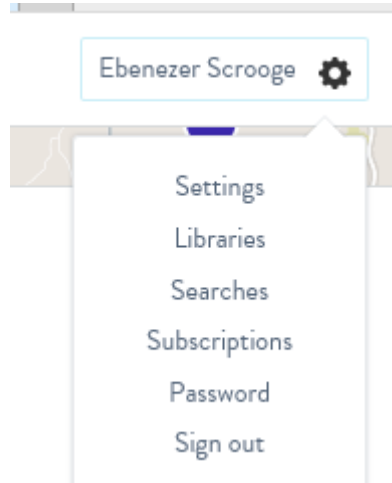 Ebenezer Scrooge
Settings
Libraries
Searches
Subscriptions
Password
Sign out